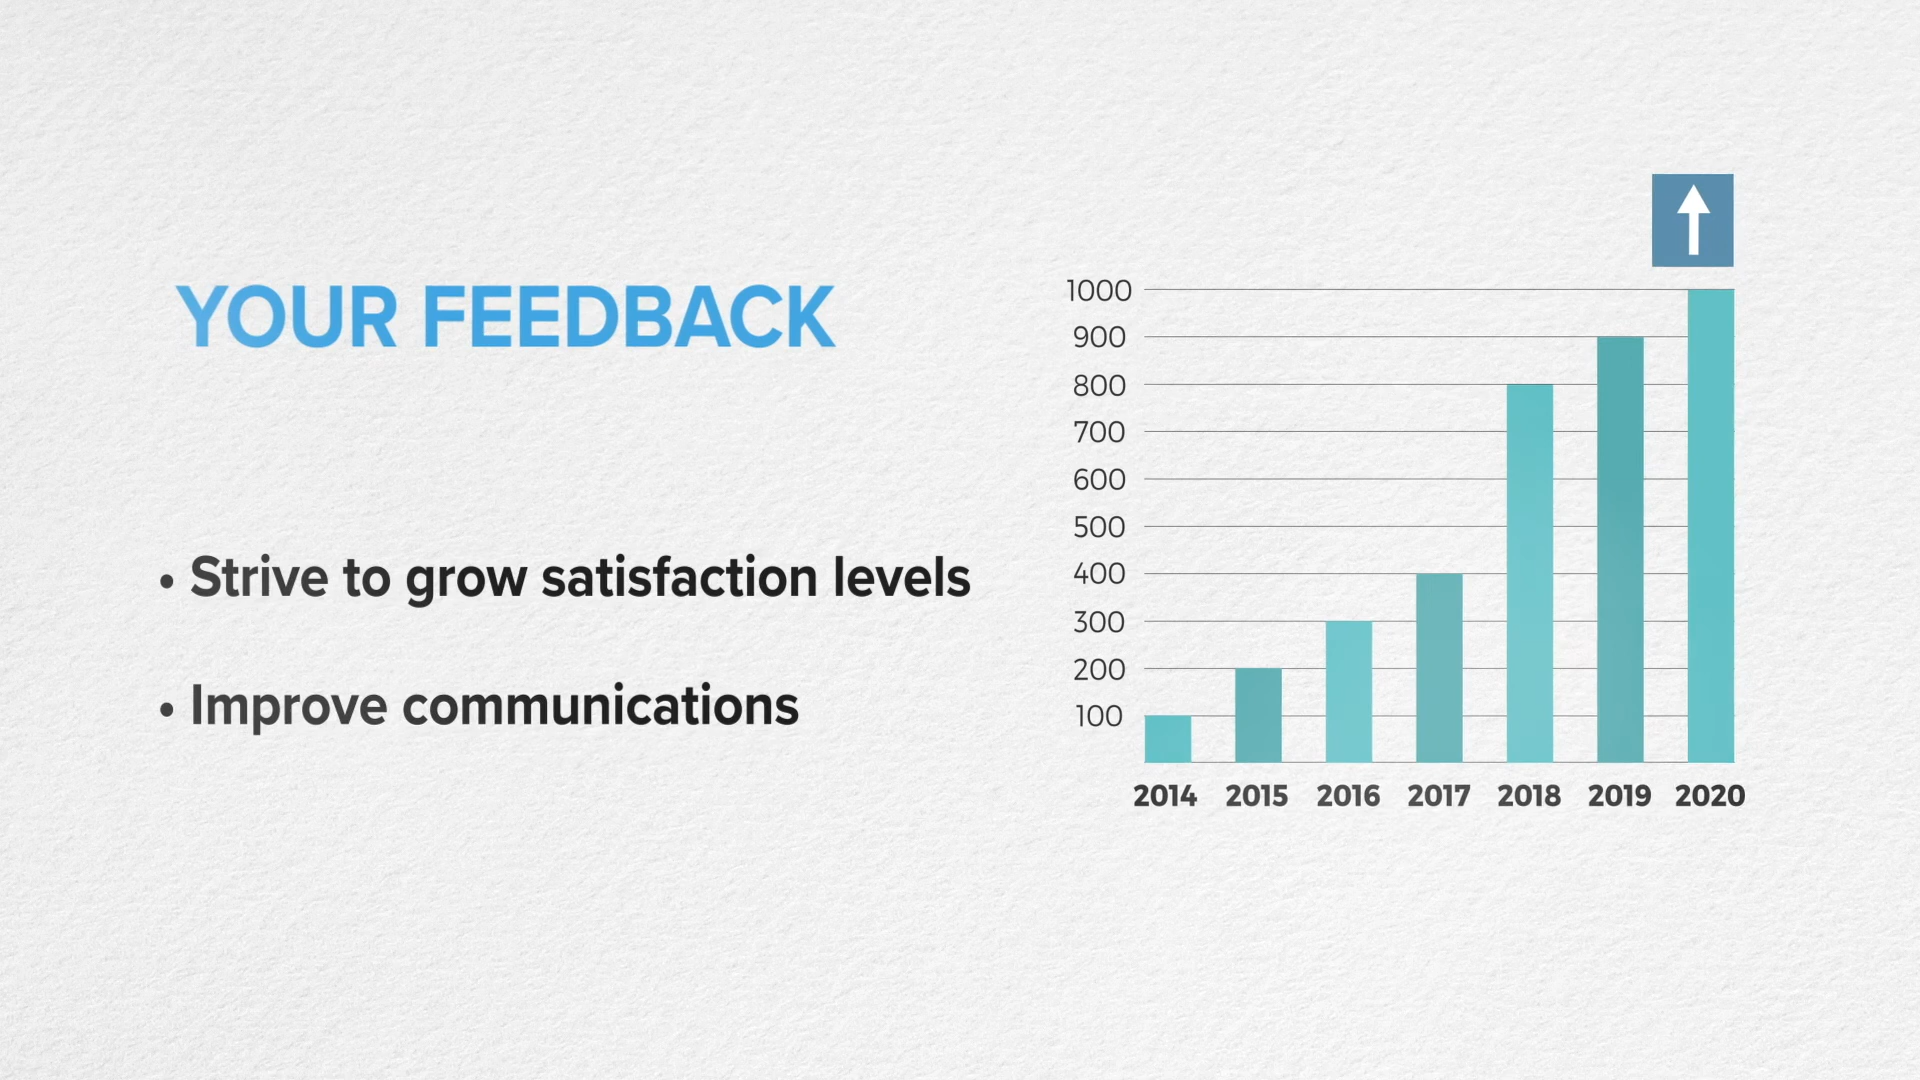 YOUR FEEDBACK
• Strive to grow satisfaction levels
• Improve communications
1000
900
800
700
600
500
400
300
200
100
2014 2015 2016 2017 2018 2019 2020